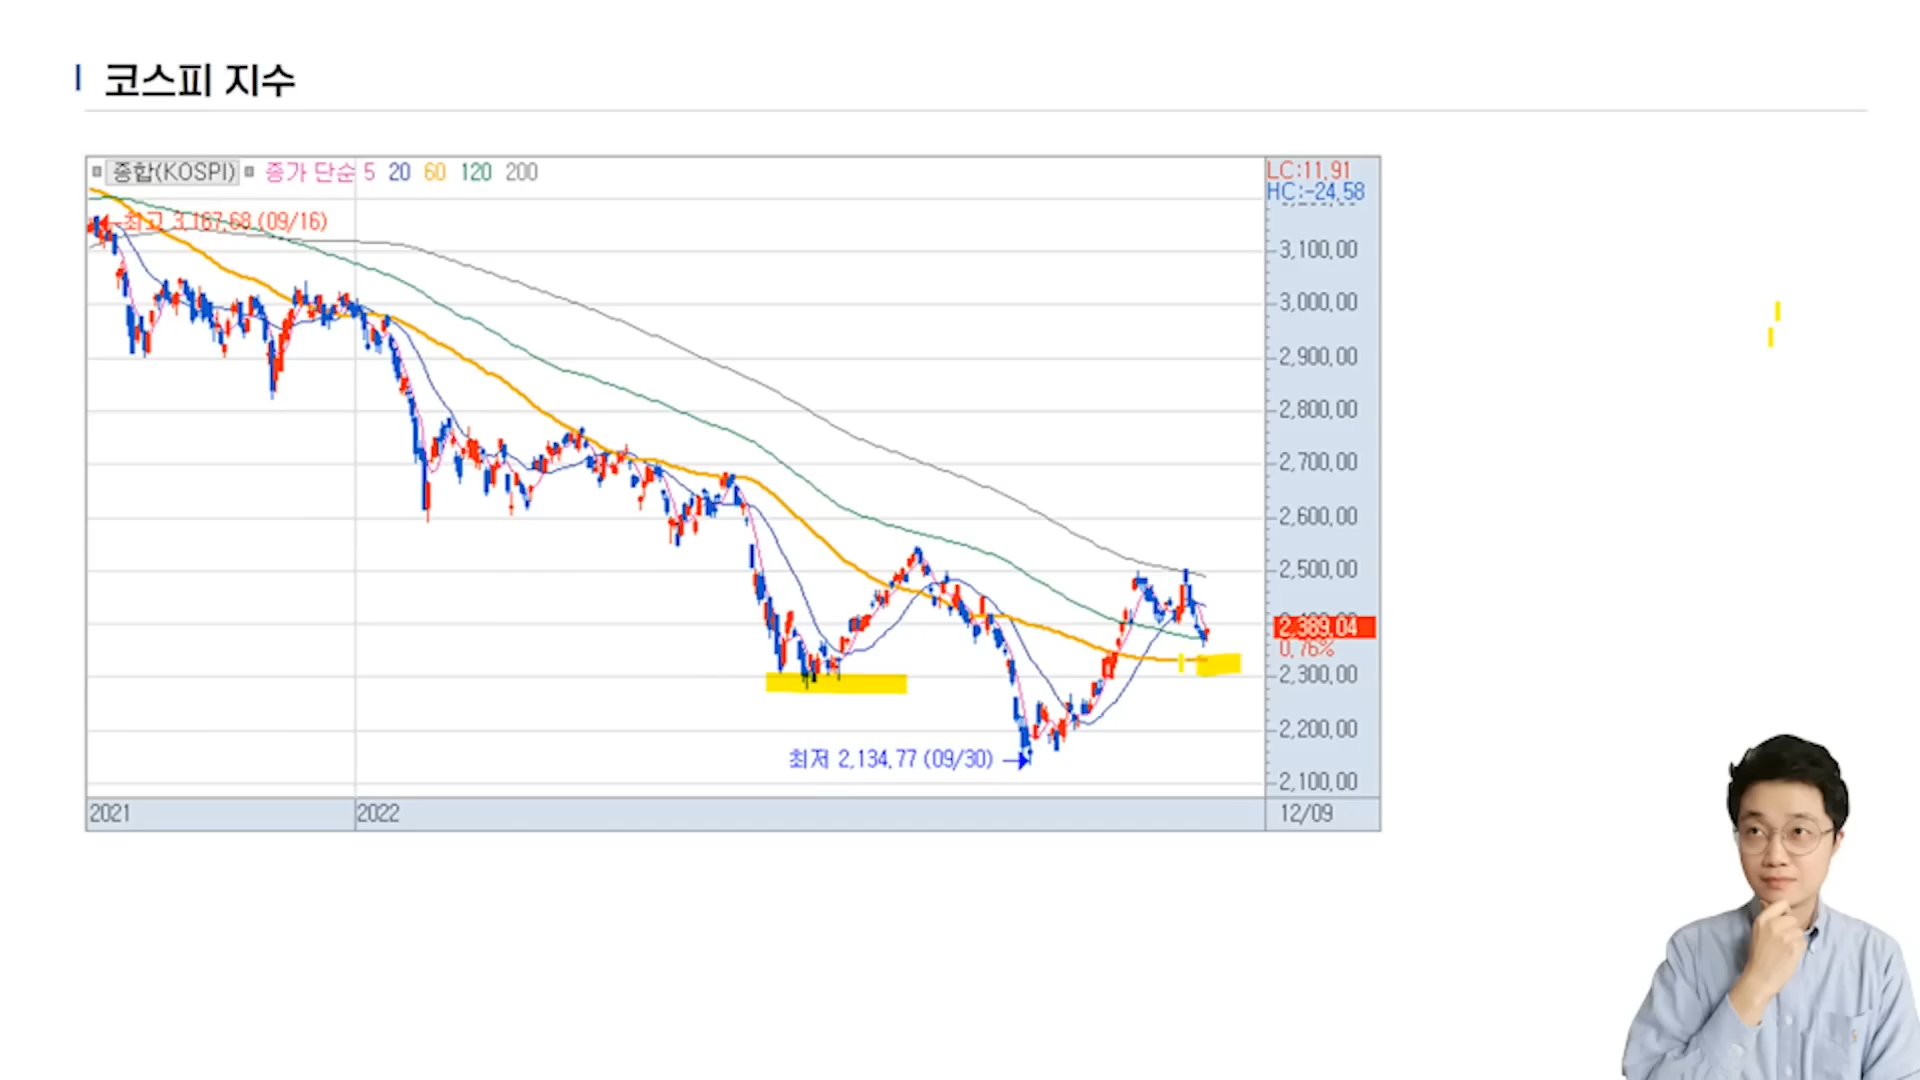 코스피 지수
종합(KOSPI) 종가 단순 5 20 60 120 200
LC:11.91
HC:-24.58
최고 3,187.68 (09/16)
3,100.00
3,000.00
2,900.00
2,800.00
2,700.00
2,600.00
2,500.00
2,389.04
0.76%
2,300.00
2,200.00
최저 2,134.77 (09/30)
2,100.00
2021 2022 12/09